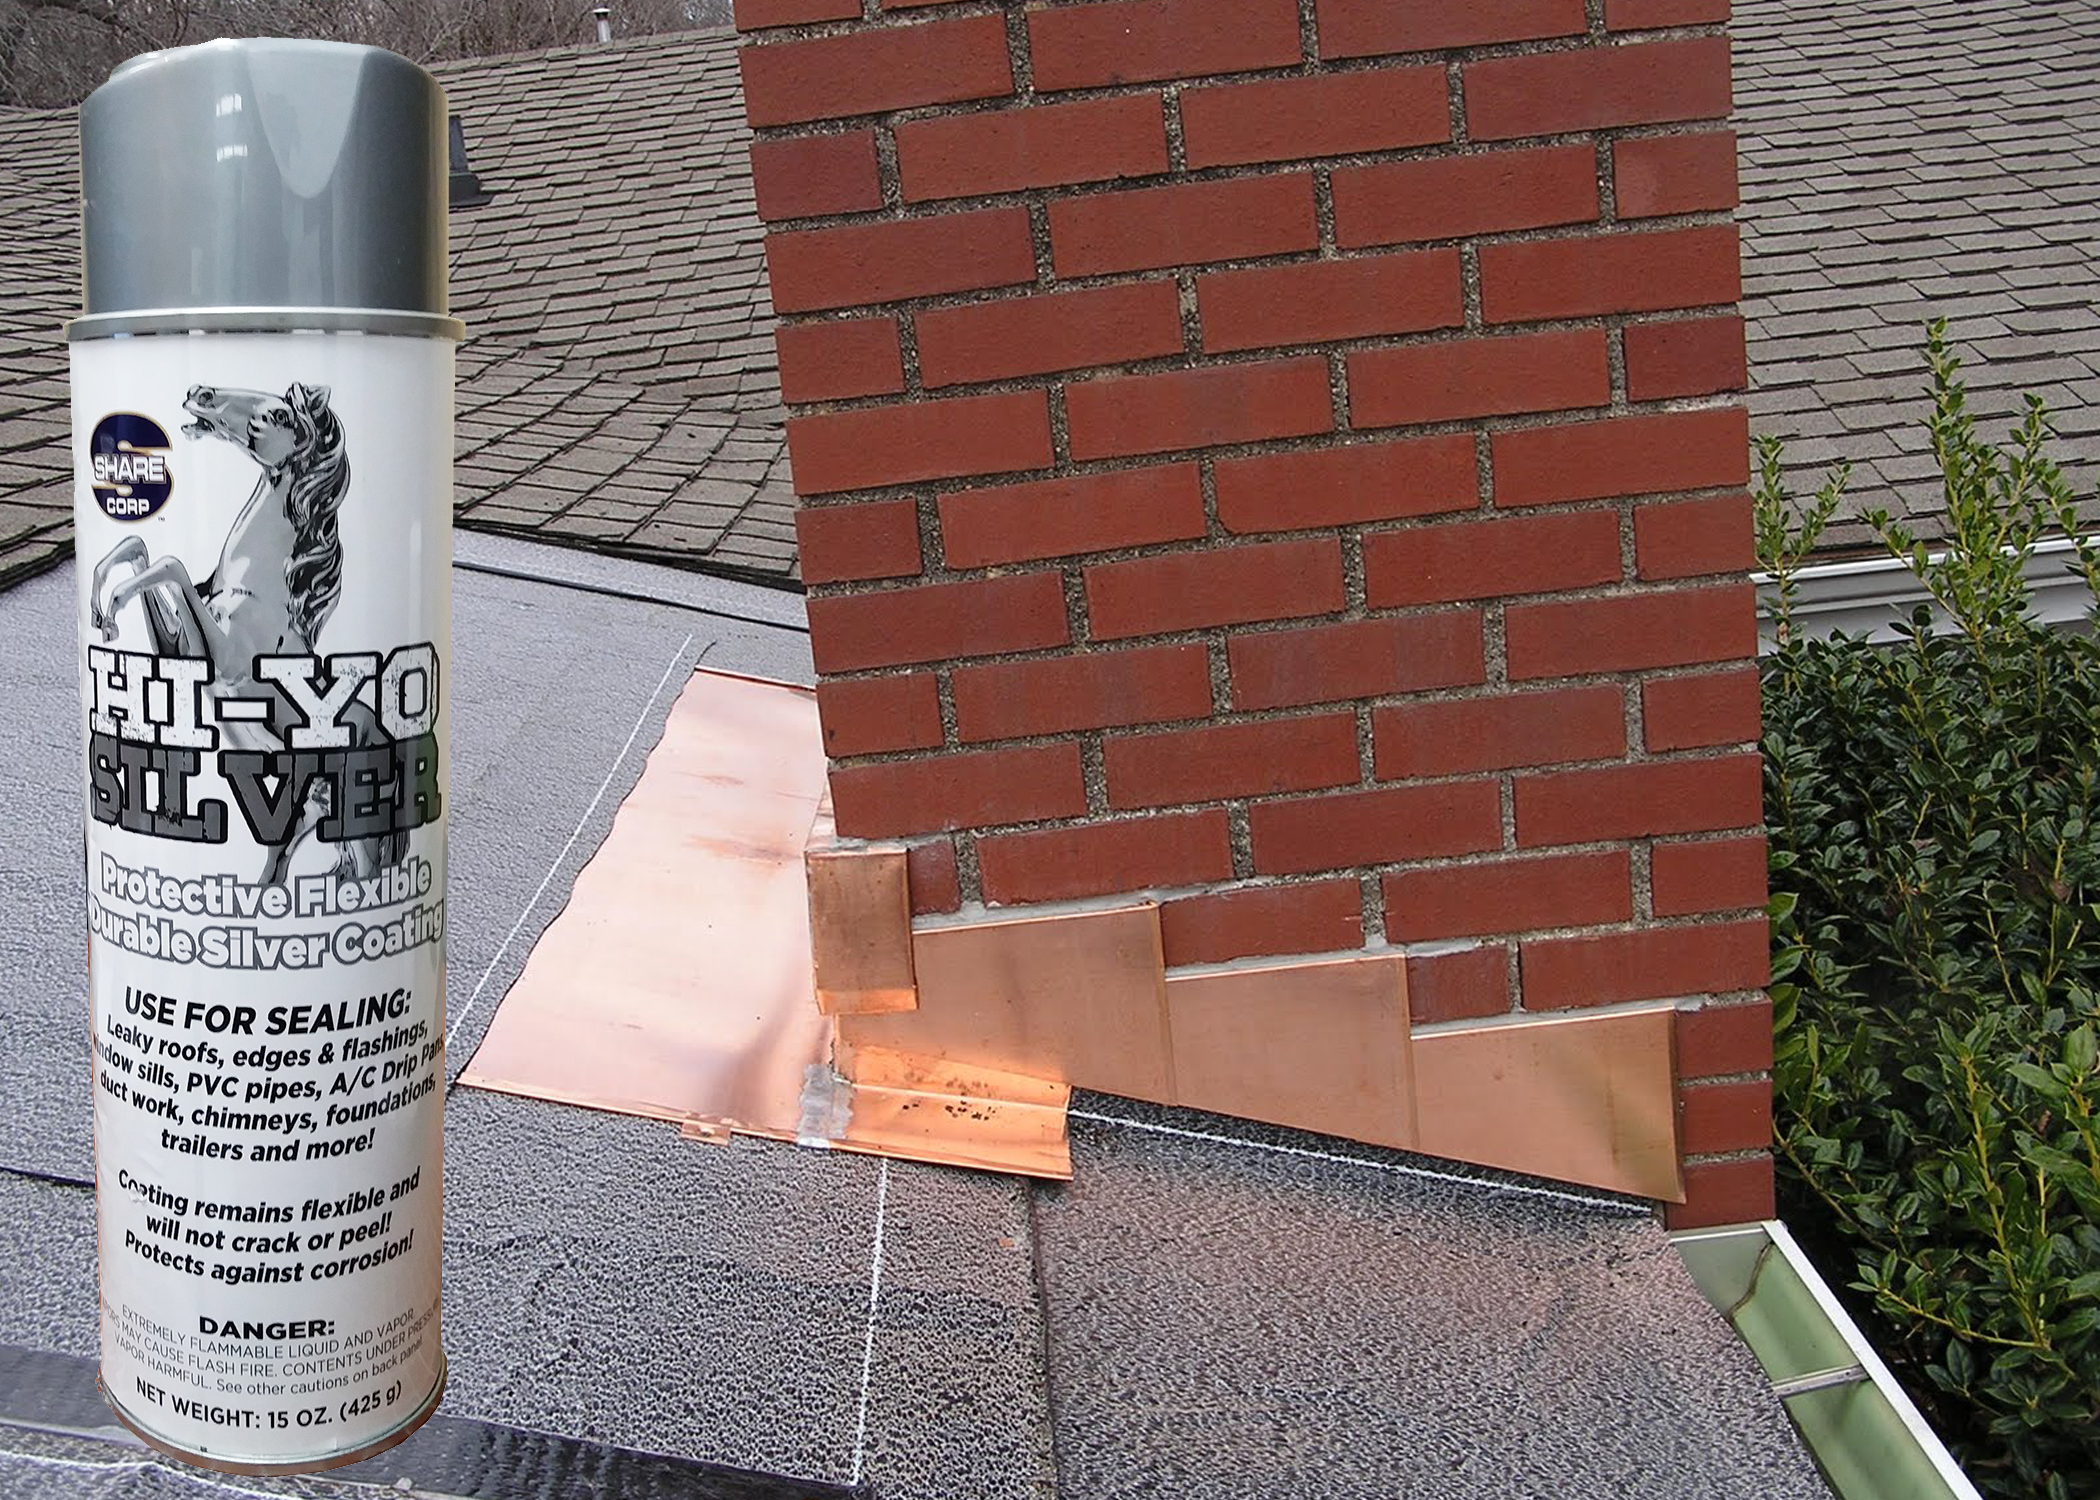 SHARE
CORP
™
HI-YO
SILVER
Protective Flexible
Durable Silver Coating
USE FOR SEALING:
Leaky roofs, edges & flashings,
window sills, PVC pipes, A/C Drip Pans,
duct work, chimneys, foundations,
trailers and more!
Coating remains flexible and
will not crack or peel!
Protects against corrosion!
DANGER:
EXTREMELY FLAMMABLE LIQUID AND VAPOR.
VAPORS MAY CAUSE FLASH FIRE. CONTENTS UNDER PRESSURE.
VAPOR HARMFUL. See other cautions on back panel.
NET WEIGHT: 15 OZ. (425 g)